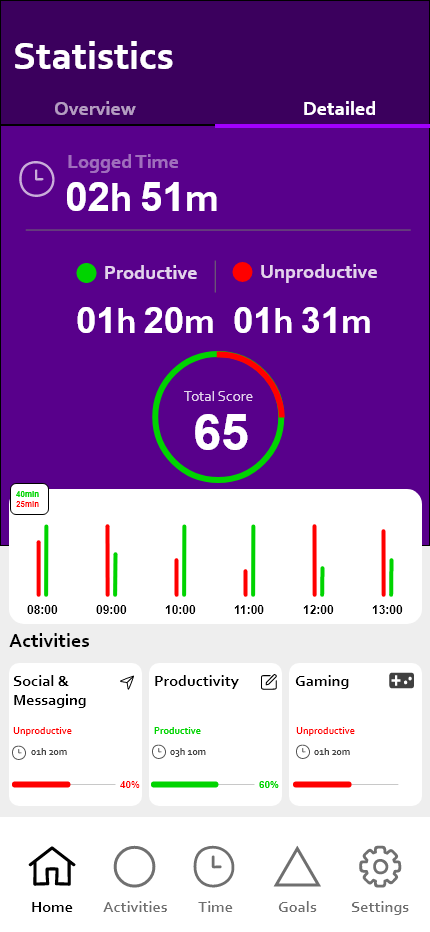 Statistics
Overview Detailed
Logged Time
02h 51m
Productive Unproductive
01h 20m 01h 31m
Total Score
65
40min
25min
08:00 09:00 10:00 11:00 12:00 13:00
Activities
Social &
Messaging
Unproductive
01h 20m
40%
Productivity
Productive
03h 10m
60%
Gaming
Unproductive
01h 20m
Home Activities Time Goals Settings